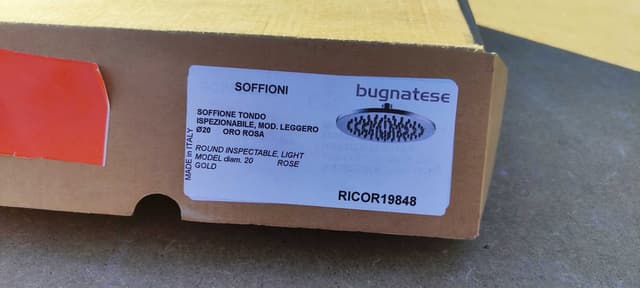 SOFFIONI
bugnatese
SOFFIONE TONDO
ISPEZIONABILE, MOD. LEGGERO
Ø20 ORO ROSA
ROUND INSPECTABLE, LIGHT
MODEL diam. 20 ROSE
GOLD
MADE in ITALY
RICOR19848